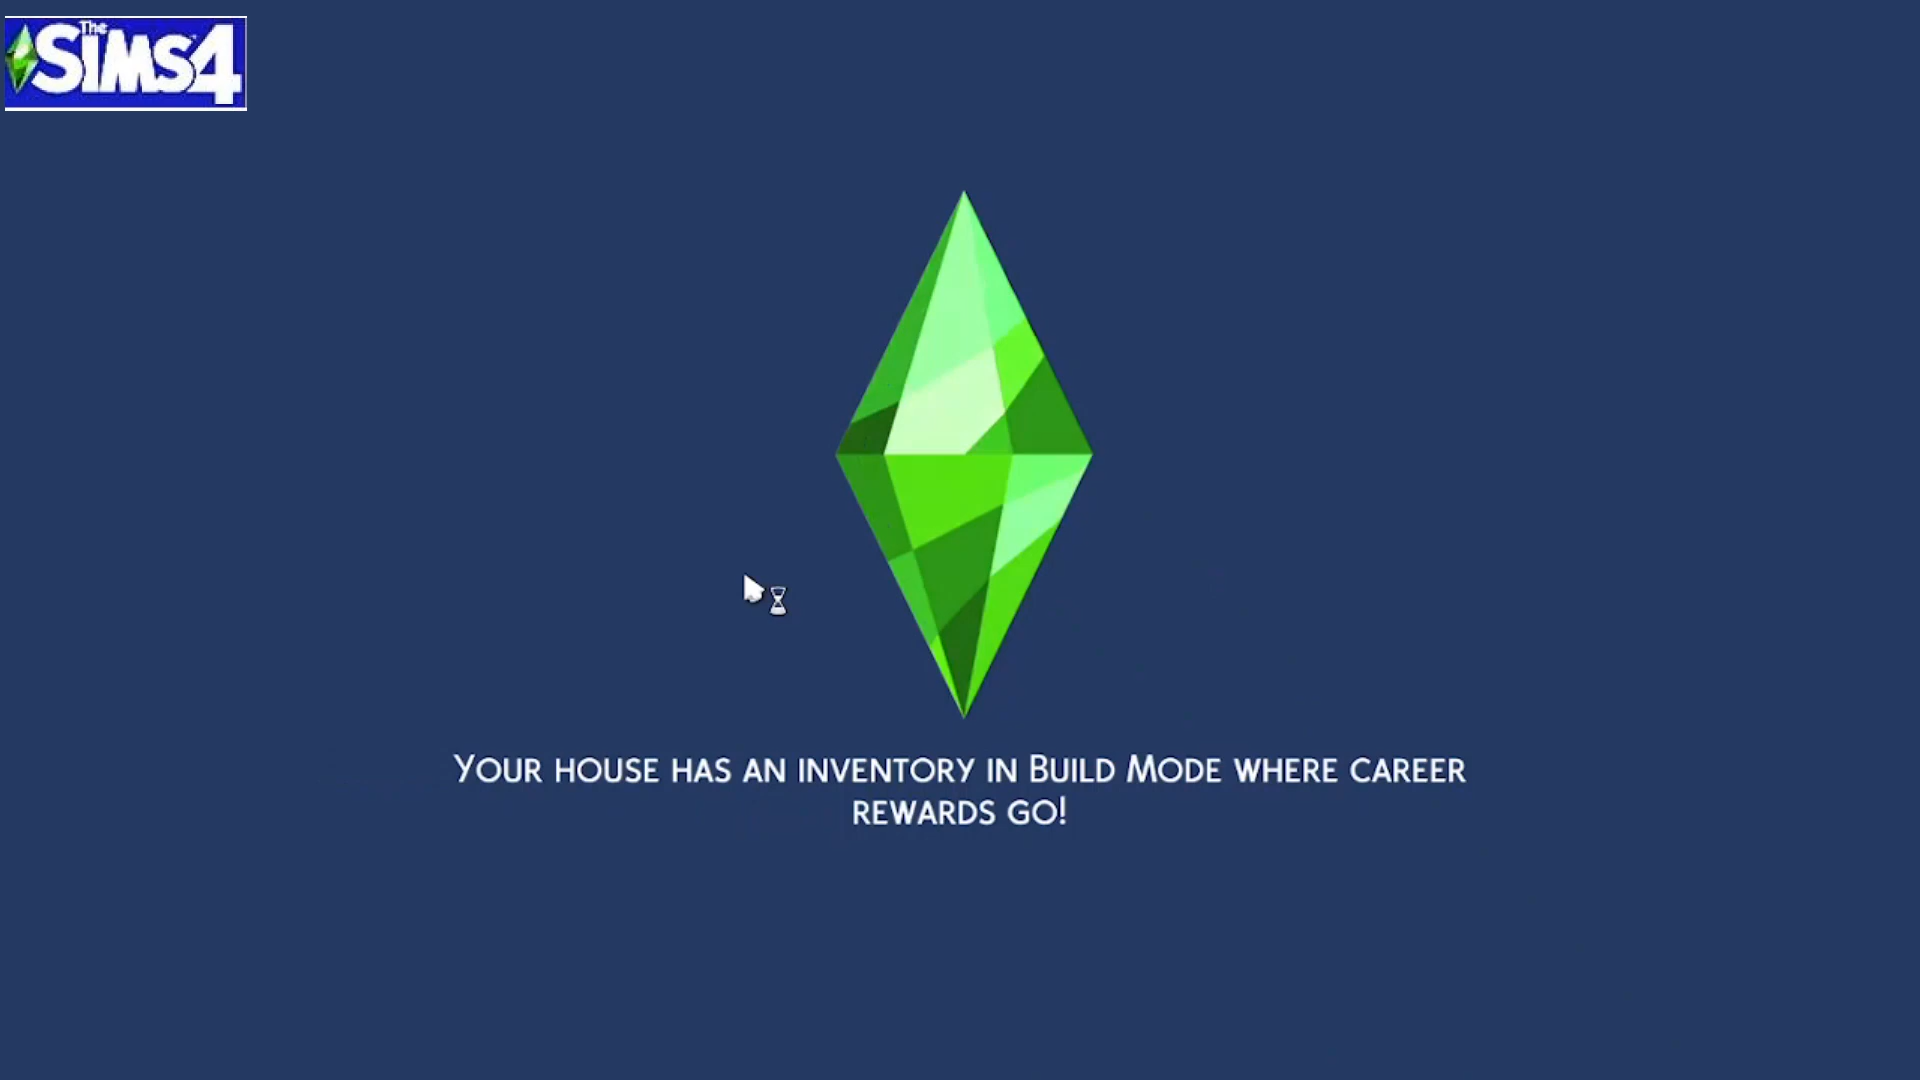 The
SIMS4
YOUR HOUSE HAS AN INVENTORY IN BUILD MODE WHERE CAREER
REWARDS GO!